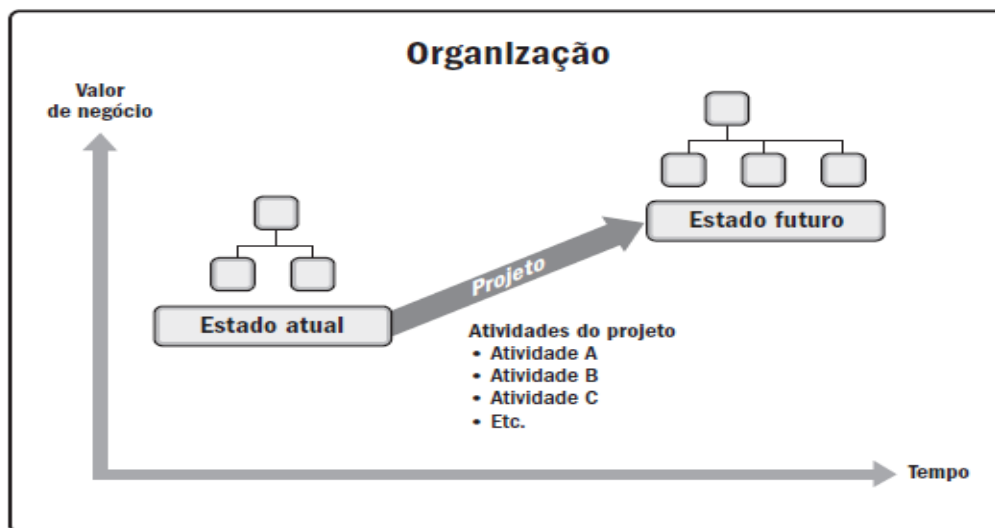 Organização
Valor
de negócio
Estado futuro
Projeto
Estado atual
Atividades do projeto
• Atividade A
• Atividade B
• Atividade C
• Etc.
Tempo